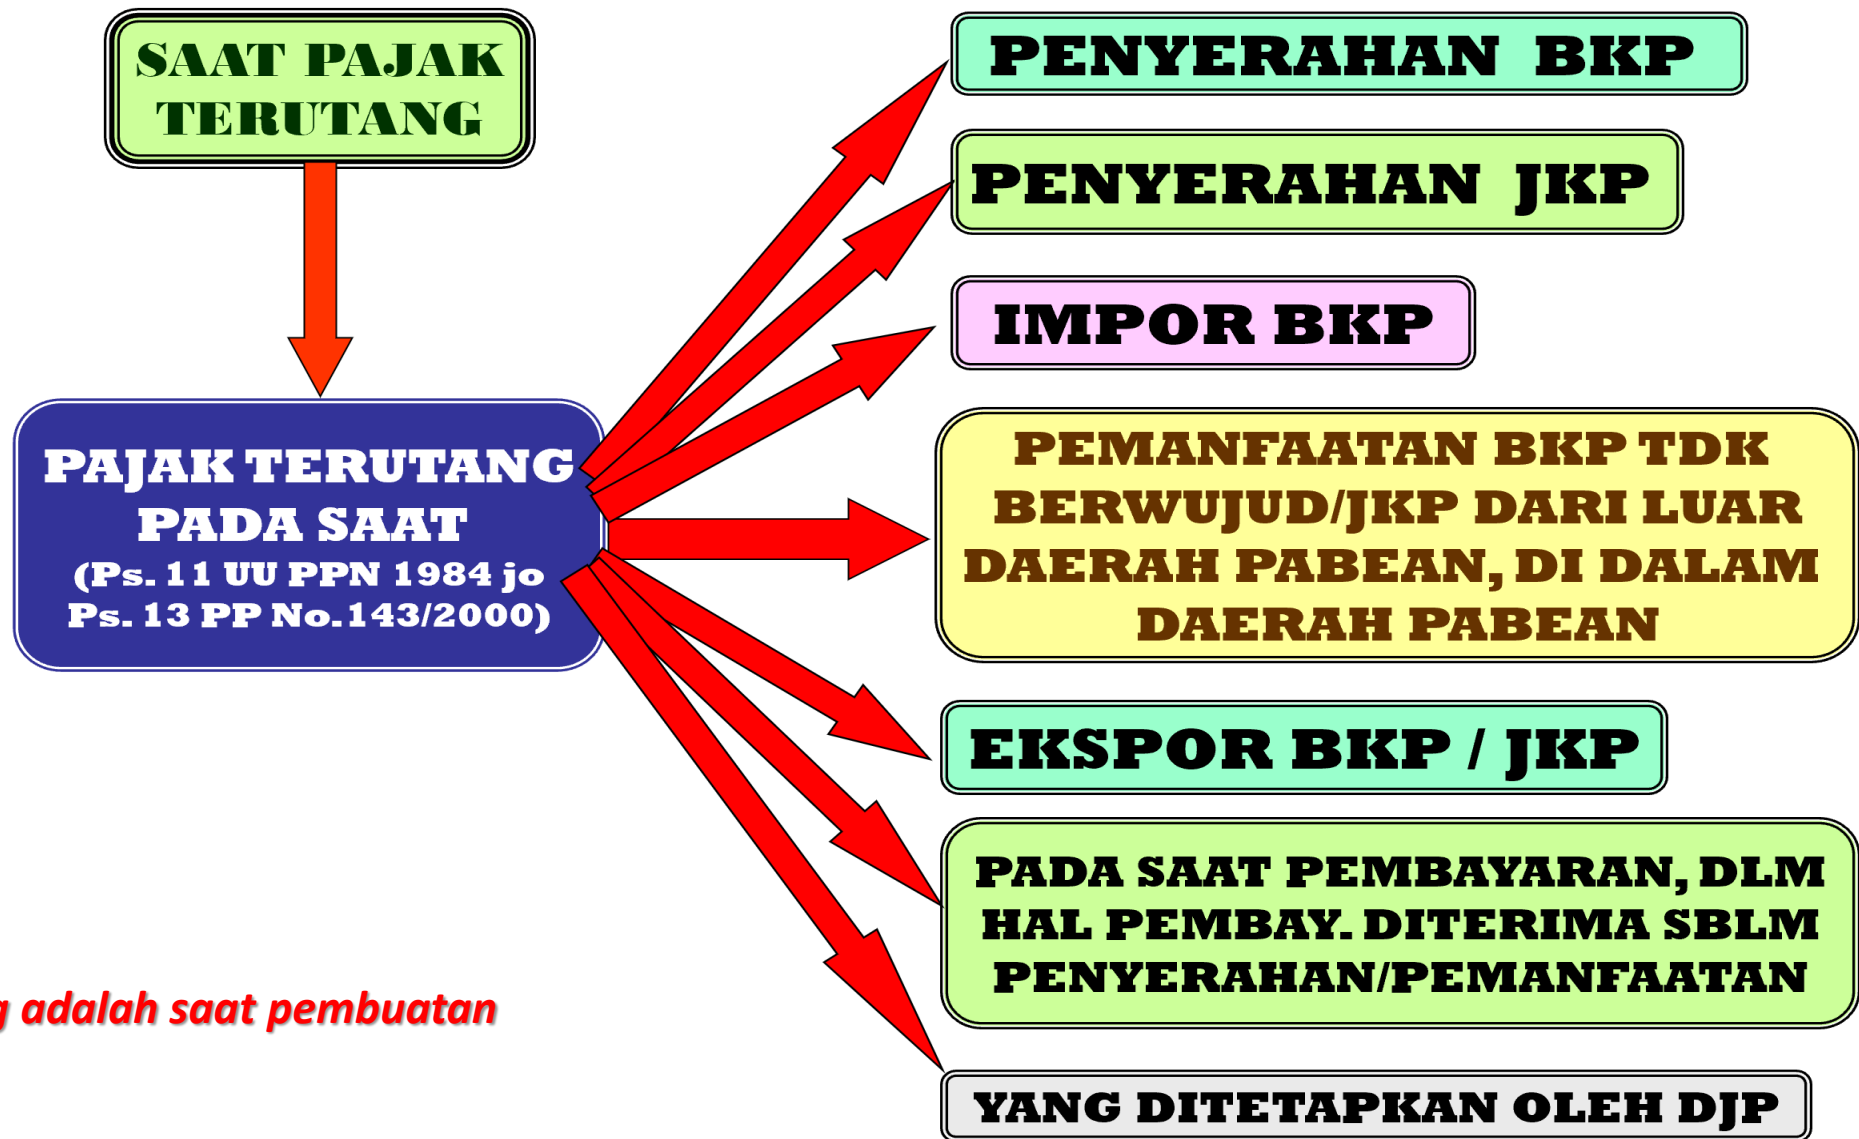 SAAT PAJAK
TERUTANG
PAJAK TERUTANG
PADA SAAT
(Ps. 11 UU PPN 1984 jo
Ps. 13 PP No.143/2000)
PENYERAHAN BKP
PENYERAHAN JKP
IMPOR BKP
PEMANFAATAN BKP TDK
BERWUJUD/JKP DARI LUAR
DAERAH PABEAN, DI DALAM
DAERAH PABEAN
EKSPOR BKP / JKP
PADA SAAT PEMBAYARAN, DLM
HAL PEMBAY. DITERIMA SBLM
PENYERAHAN/PEMANFAATAN
YANG DITETAPKAN OLEH DJP
adalah saat pembuatan